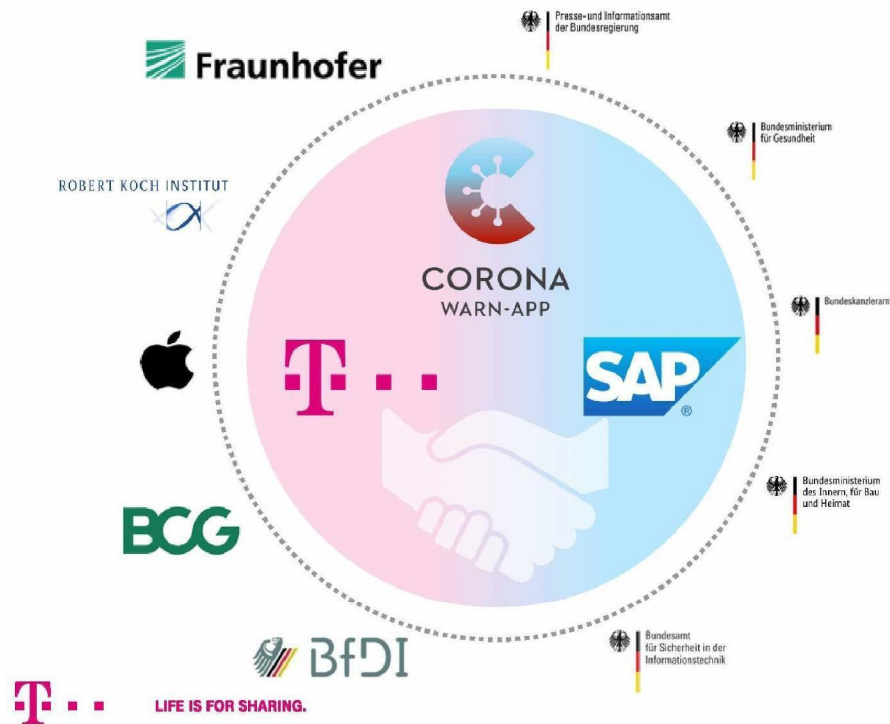 Presse- und Informationsamt
der Bundesregierung
Fraunhofer
Bundesministerium
für Gesundheit
ROBERT KOCH INSTITUT
CORONA
WARN-APP
Bundeskanzleramt
T
SAP
®
Bundesministerium
des Innern, für Bau
und Heimat
BCG
Bundesamt
für Sicherheit in der
Informationstechnik
BfDI
T
LIFE IS FOR SHARING.